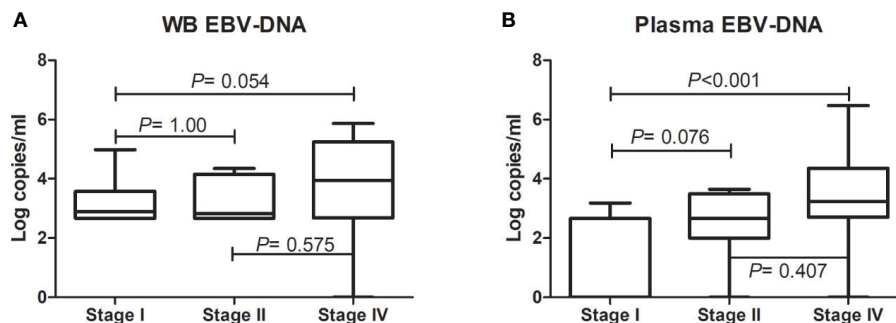 A
WB EBV-DNA
Log copies/ml
8
6
4
2
0
P= 0.054
P= 1.00
P= 0.575
Stage I
Stage II
Stage IV
B
Plasma EBV-DNA
Log copies/ml
8
6
4
2
0
P<0.001
P= 0.076
P= 0.407
Stage I
Stage II
Stage IV